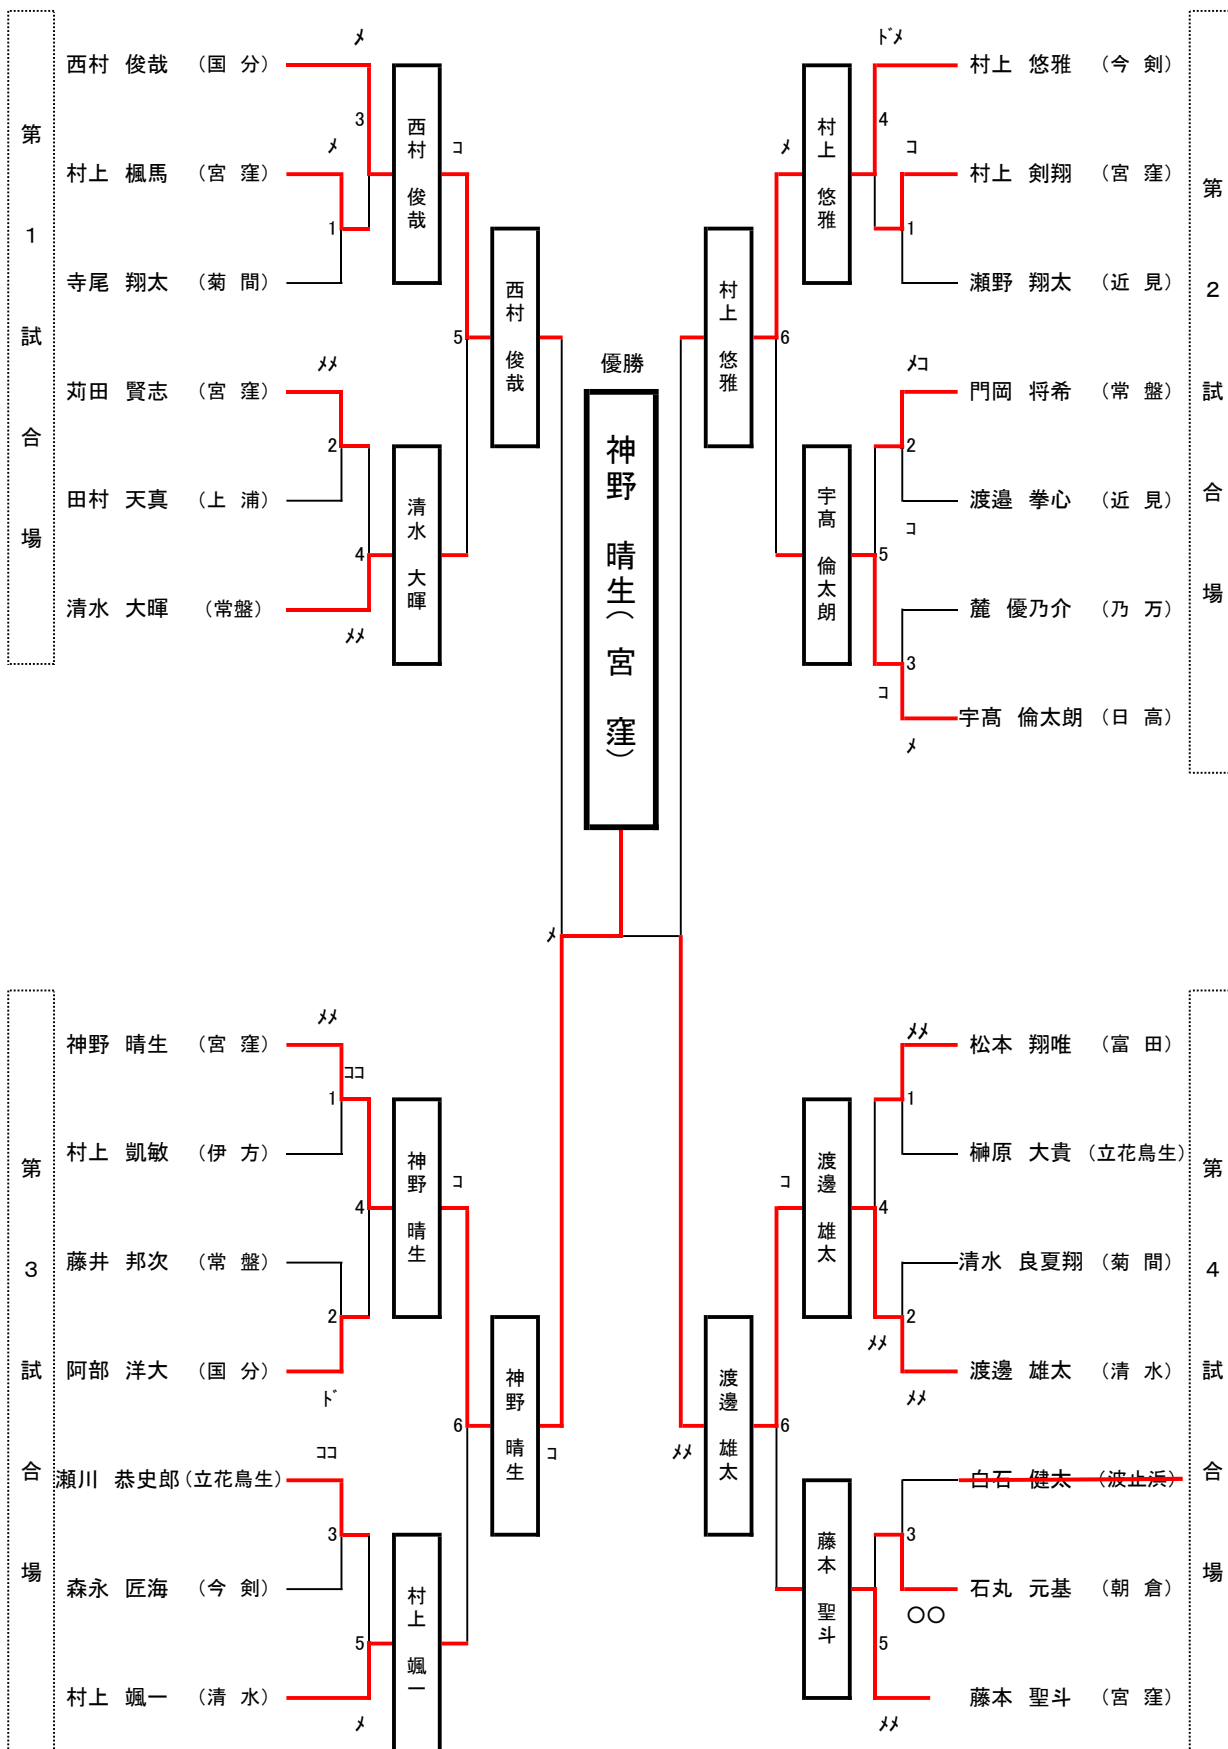 第1試合場
メ
西村 俊哉 （国 分）
3
メ
村上 楓馬 （宮 窪）
1
寺尾 翔太 （菊 間）
メメ
苅田 賢志 （宮 窪）
2
田村 天真 （上 浦）
4
清水 大暉 （常盤）
メメ
西村 俊哉
コ
清水 大暉
5
西村 俊哉
優勝
神野 晴生（宮 窪）
第2試合場
ドメ
村上 悠雅 （今 剣）
4
コ
村上 剣翔 （宮 窪）
1
瀬野 翔太 （近 見）
メコ
門岡 将希 （常 盤）
2
渡邉 拳心 （近 見）
コ
5
麓 優乃介 （乃 万）
3
コ
宇髙 倫太朗 （日 高）
メ
村上 悠雅
メ
宇髙 倫太朗
6
村上 悠雅
メ
第3試合場
メメ
神野 晴生 （宮 窪）
ココ
1
村上 凱敏 （伊 方）
4
藤井 邦次 （常 盤）
2
阿部 洋大 （国 分）
ド
ココ
瀬川 恭史郎（立花鳥生）
3
森永 匠海 （今 剣）
5
村上 颯一 （清 水）
メ
神野 晴生
コ
村上 颯一
6
神野 晴生
コ
第4試合場
メメ
松本 翔唯 （富 田）
1
榊原 大貴 （立花鳥生）
4
清水 良夏翔 （菊 間）
2
メメ
渡邊 雄太 （清 水）
メメ
白石 健太 （波止浜）
3
石丸 元基 （朝 倉）
○○
5
藤本 聖斗 （宮 窪）
メメ
渡邊 雄太
コ
藤本 聖斗
6
渡邊 雄太
メメ